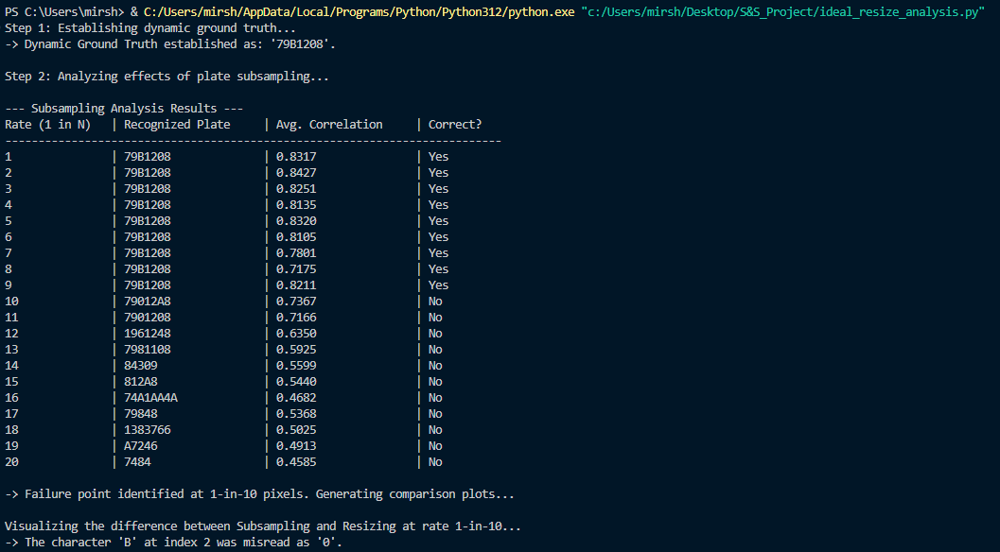 PS C:\Users\mirsh> & C:/Users/mirsh/AppData/Local/Programs/Python/Python312/python.exe "c:/Users/mirsh/Desktop/S&S_Project/ideal_resize_analysis.py"
Step 1: Establishing dynamic ground truth...
-> Dynamic Ground Truth established as: '79B1208'.

Step 2: Analyzing effects of plate subsampling...

--- Subsampling Analysis Results ---
Rate (1 in N)   | Recognized Plate     | Avg. Correlation     | Correct?
----------------------------------------------------------------------------
1               | 79B1208              | 0.8317               | Yes
2               | 79B1208              | 0.8427               | Yes
3               | 79B1208              | 0.8251               | Yes
4               | 79B1208              | 0.8135               | Yes
5               | 79B1208              | 0.8320               | Yes
6               | 79B1208              | 0.8105               | Yes
7               | 79B1208              | 0.7801               | Yes
8               | 79B1208              | 0.7175               | Yes
9               | 79B1208              | 0.8211               | Yes
10              | 79012A8              | 0.7367               | No
11              | 7901208              | 0.7166               | No
12              | 1961248              | 0.6350               | No
13              | 7981108              | 0.5925               | No
14              | 84309                | 0.5599               | No
15              | 812A8                | 0.5440               | No
16              | 74A1AA4A             | 0.4682               | No
17              | 79848                | 0.5368               | No
18              | 1383766              | 0.5025               | No
19              | A7246                | 0.4913               | No
20              | 7484                 | 0.4585               | No

-> Failure point identified at 1-in-10 pixels. Generating comparison plots...

Visualizing the difference between Subsampling and Resizing at rate 1-in-10...
-> The character 'B' at index 2 was misread as '0'.